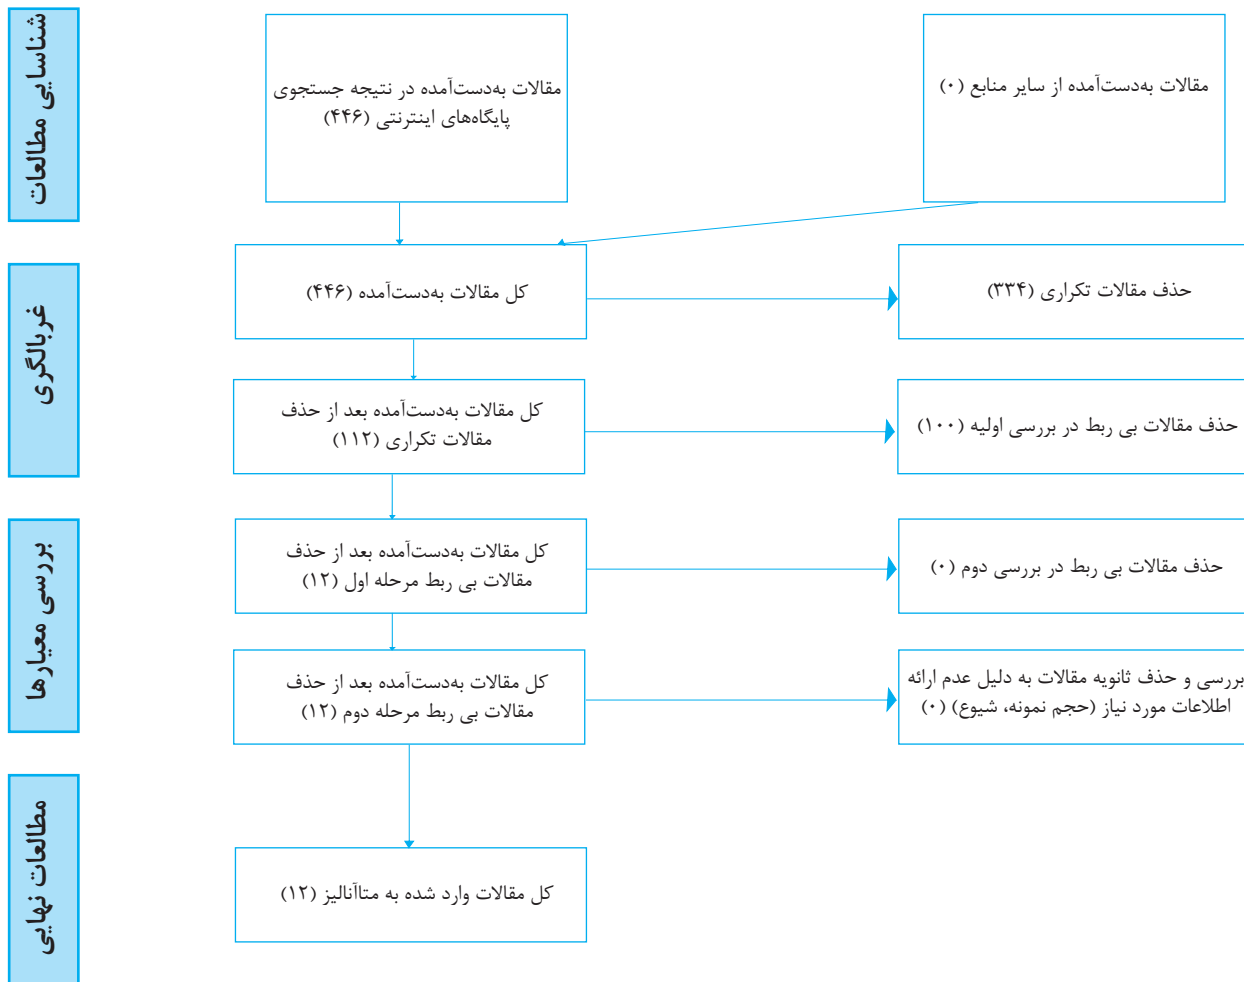 شناسایی مطالعات
مقالات به‌دست‌آمده از سایر منابع (۰)
مقالات به‌دست‌آمده در نتیجه جستجوی
پایگاه‌های اینترنتی (۴۴۶)
غربالگری
کل مقالات به‌دست‌آمده (۴۴۶)
حذف مقالات تکراری (۳۳۴)
کل مقالات به‌دست‌آمده بعد از حذف
مقالات تکراری (۱۱۲)
حذف مقالات بی ربط در بررسی اولیه (۱۰۰)
بررسی معیارها
کل مقالات به‌دست‌آمده بعد از حذف
مقالات بی ربط مرحله اول (۱۲)
حذف مقالات بی ربط در بررسی دوم (۰)
کل مقالات به‌دست‌آمده بعد از حذف
مقالات بی ربط مرحله دوم (۱۲)
بررسی و حذف ثانویه مقالات به دلیل عدم ارائه
اطلاعات مورد نیاز (حجم نمونه، شیوع) (۰)
مطالعات نهایی
کل مقالات وارد شده به متاآنالیز (۱۲)